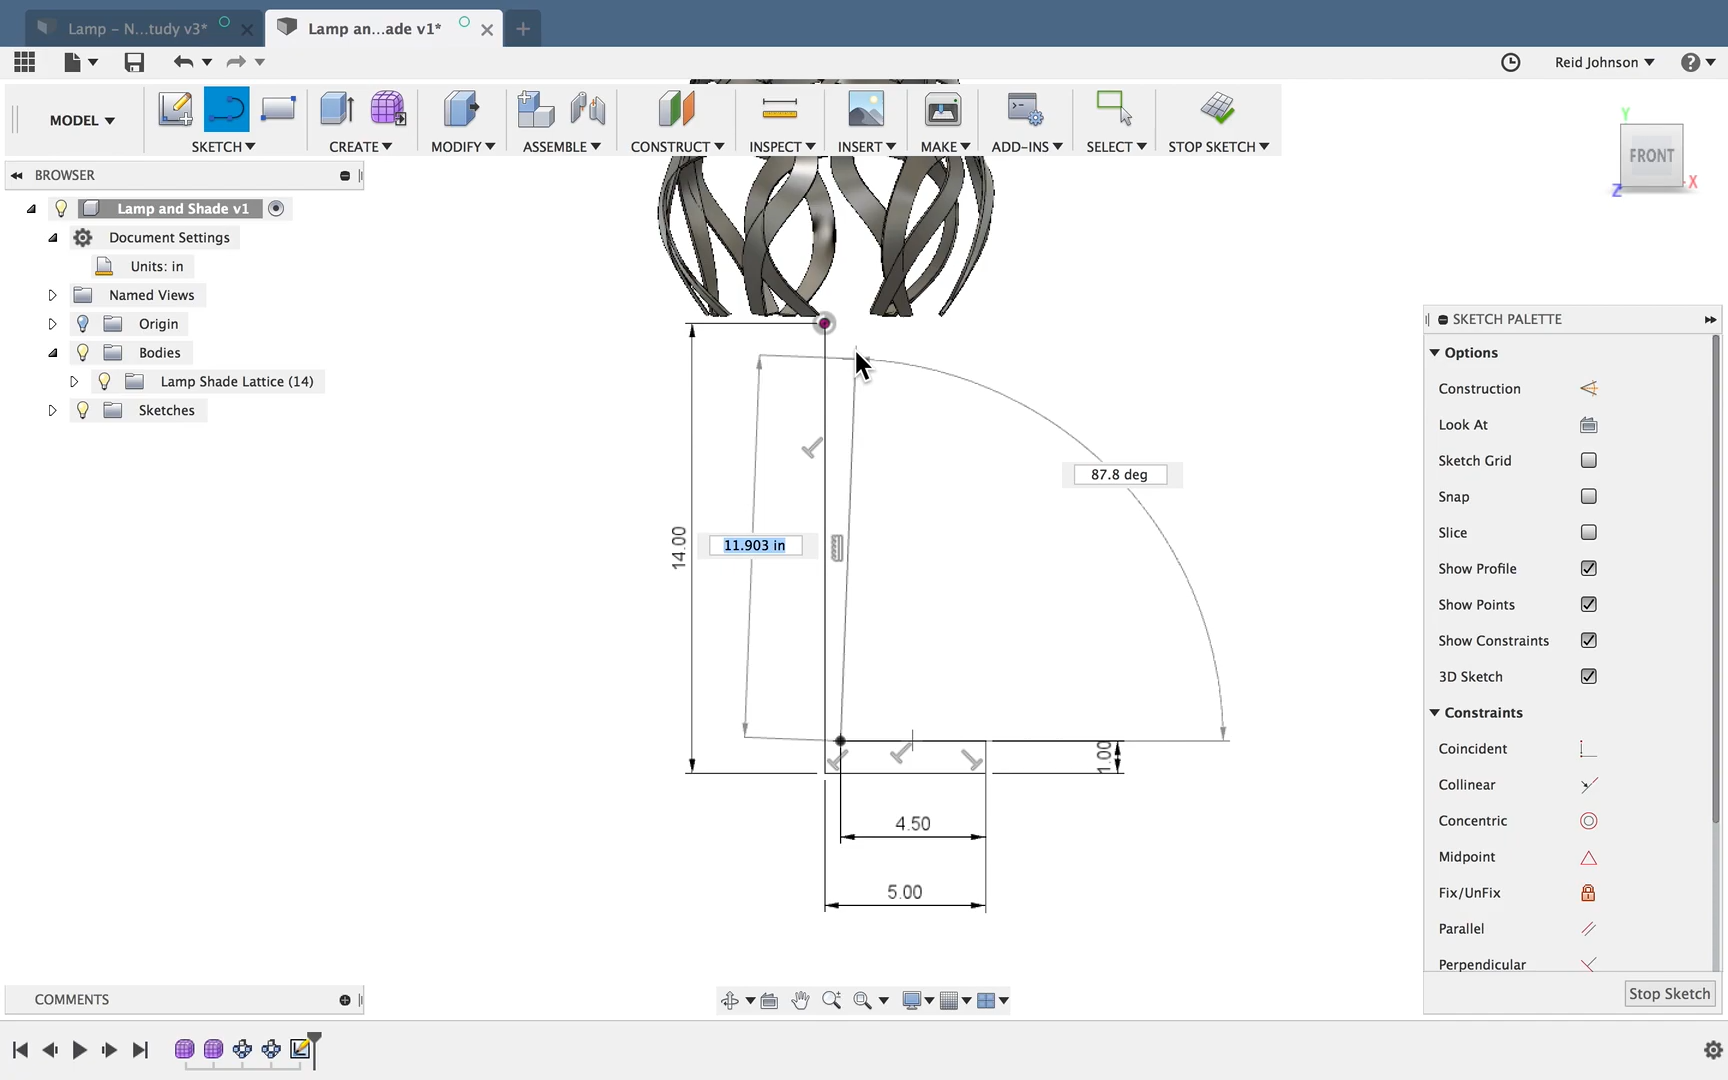 Lamp – N...tudy v3*
Lamp an...ade v1*
Reid Johnson
MODEL
SKETCH
CREATE
MODIFY
ASSEMBLE
CONSTRUCT
INSPECT
INSERT
MAKE
ADD-INS
SELECT
STOP SKETCH
Y
FRONT
X
Z
BROWSER
Lamp and Shade v1
Document Settings
Units: in
Named Views
Origin
Bodies
Lamp Shade Lattice (14)
Sketches
14.00
11.903 in
87.8 deg
1.00
4.50
5.00
SKETCH PALETTE
Options
Construction
Look At
Sketch Grid
Snap
Slice
Show Profile
Show Points
Show Constraints
3D Sketch
Constraints
Coincident
Collinear
Concentric
Midpoint
Fix/UnFix
Parallel
Perpendicular
Stop Sketch
COMMENTS